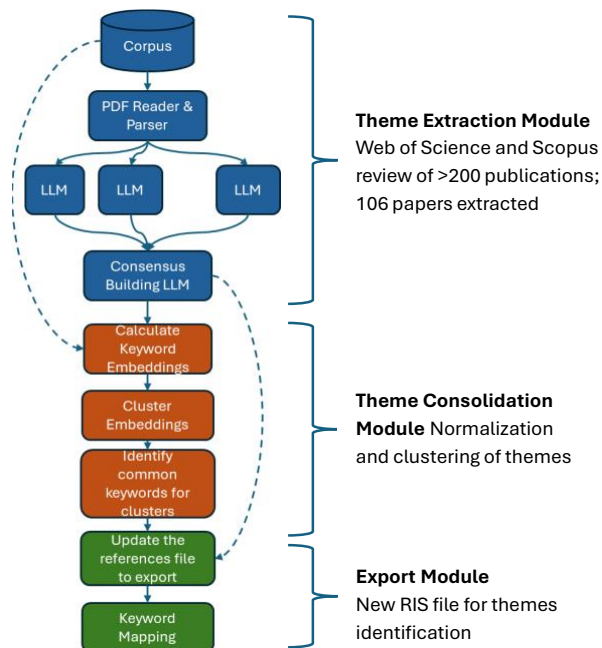 Corpus
PDF Reader &
Parser
LLM
LLM
LLM
Consensus
Building LLM
Calculate
Keyword
Embeddings
Cluster
Embeddings
Identify
common
keywords for
clusters
Update the
references file
to export
Keyword
Mapping
Theme Extraction Module
Web of Science and Scopus
review of >200 publications;
106 papers extracted
Theme Consolidation
Module Normalization
and clustering of themes
Export Module
New RIS file for themes
identification